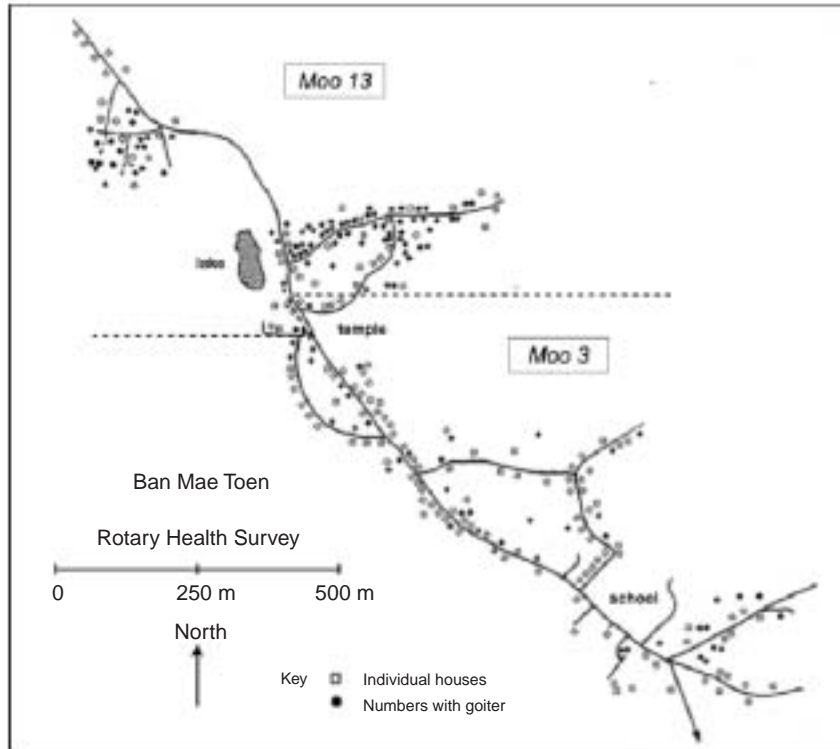 Moo 13
temple
Moo 3
Ban Mae Toen
Rotary Health Survey
0 250 m 500 m
school
North
Key
Individual houses
Numbers with goiter